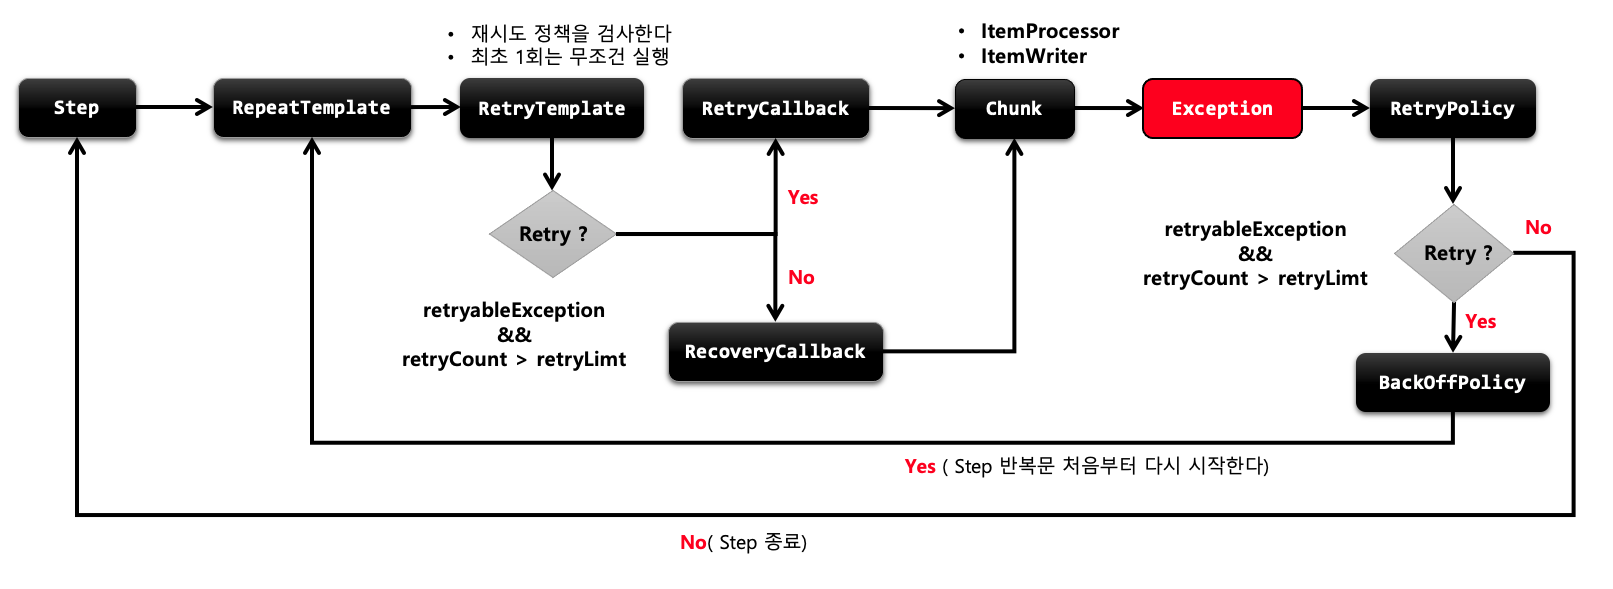 • 재시도 정책을 검사한다
• 최초 1회는 무조건 실행
• ItemProcessor
• ItemWriter
Step
RepeatTemplate
RetryTemplate
RetryCallback
Chunk
Exception
RetryPolicy
Retry ?
Yes
No
retryableException
&&
retryCount > retryLimt
RecoveryCallback
retryableException
&&
retryCount > retryLimt
Retry ?
No
Yes
BackOffPolicy
Yes ( Step 반복문 처음부터 다시 시작한다)
No( Step 종료)